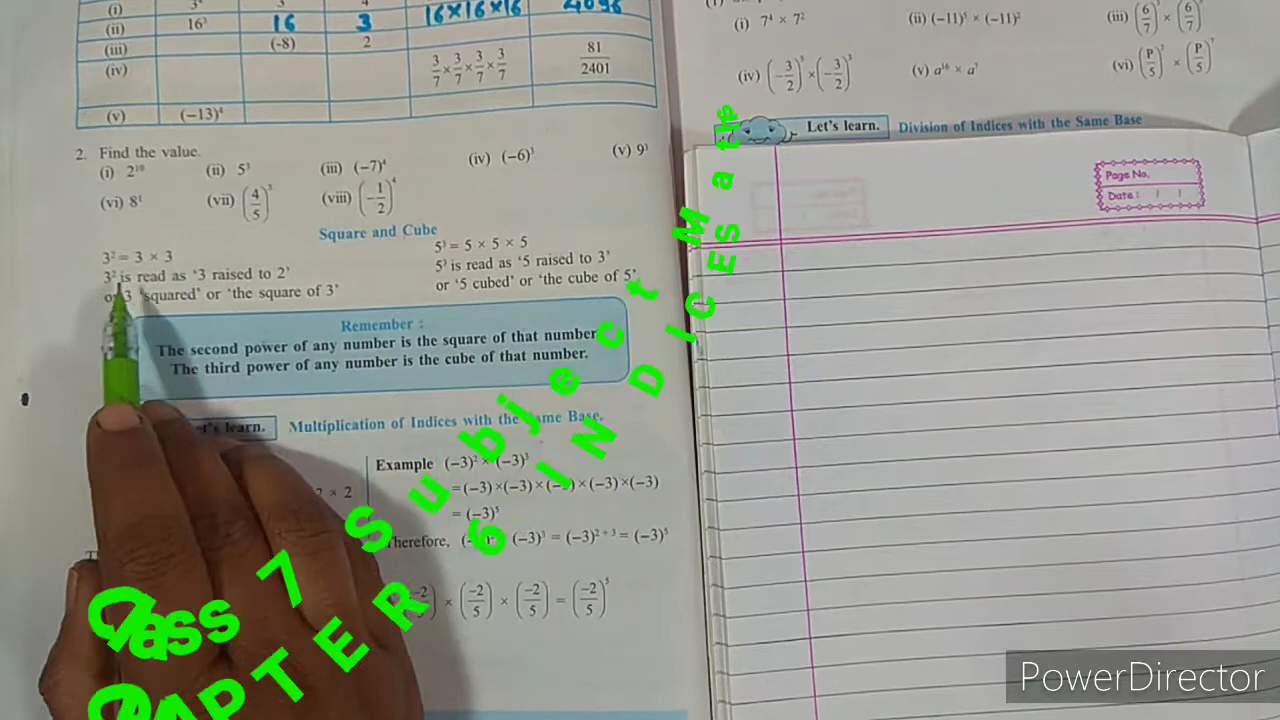 (i) 3⁴ 3 4
(ii) 16³ 16 3 16×16×16 4096
(iii) (-8) 2
(iv) 3/7 × 3/7 × 3/7 × 3/7 81/2401
(v) (−13)⁴
2. Find the value.
(i) 2¹⁰ (ii) 5³ (iii) (−7)⁴ (iv) (−6)³ (v) 9³
(vi) 8¹ (vii) (4/5)³ (viii) (−1/2)⁴
Square and Cube
3² = 3 × 3
3² is read as ‘3 raised to 2’
or 3 ‘squared’ or ‘the square of 3’
5³ = 5 × 5 × 5
5³ is read as ‘5 raised to 3’
or ‘5 cubed’ or ‘the cube of 5’
Remember :
The second power of any number is the square of that number
The third power of any number is the cube of that number.
learn. Multiplication of Indices with the Same Base.
× 2
Example (−3)² × (−3)³
=(−3)×(−3)×(−3)×(−3)×(−3)
= (−3)⁵
Therefore, (−3)³ = (−3)²⁺³ = (−3)⁵
× (−2/5) × (−2/5) = (−2/5)⁵
(i) 7⁴ × 7² (ii) (−11)⁵ × (−11)² (iii) (6/7) × (6/7)
(iv) (−3/2)⁵ × (−3/2)³ (v) a¹⁶ × a⁷ (vi) (P/5)³ × (P/5)⁷
Let’s learn. Division of Indices with the Same Base
Page No.
Date :
Class 7 Subject Math
CHAPTER 6 INDICES
PowerDirector